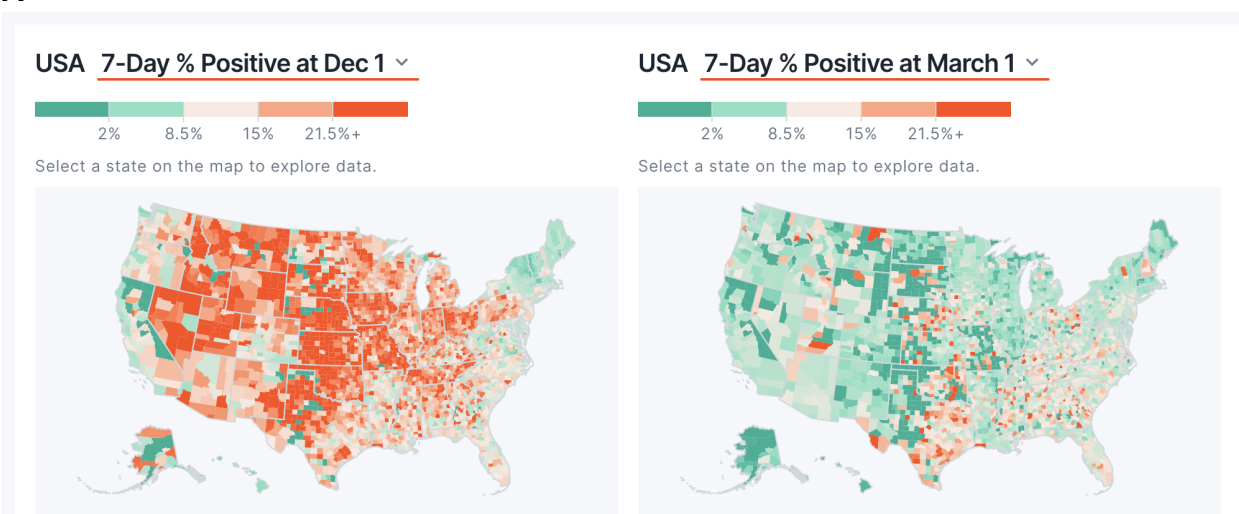 USA 7-Day % Positive at Dec 1
2% 8.5% 15% 21.5%+
Select a state on the map to explore data.
USA 7-Day % Positive at March 1
2% 8.5% 15% 21.5%+
Select a state on the map to explore data.